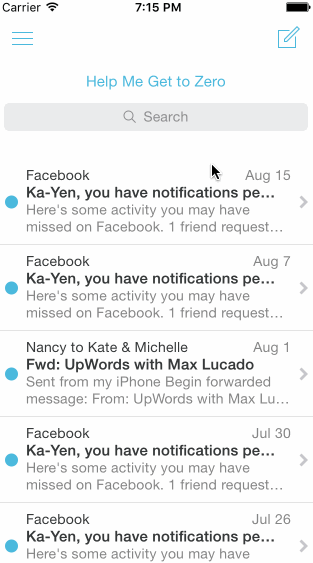 Carrier 7:15 PM
Help Me Get to Zero
Search
Facebook Aug 15
Ka-Yen, you have notifications pe...
Here's some activity you may have
missed on Facebook. 1 friend request...
Facebook Aug 7
Ka-Yen, you have notifications pe...
Here's some activity you may have
missed on Facebook. 1 friend request...
Nancy to Kate & Michelle Aug 1
Fwd: UpWords with Max Lucado
Sent from my iPhone Begin forwarded
message: From: UpWords with Max Lu...
Facebook Jul 30
Ka-Yen, you have notifications pe...
Here's some activity you may have
missed on Facebook. 1 friend request...
Facebook Jul 26
Ka-Yen, you have notifications pe...
Here's some activity you may have